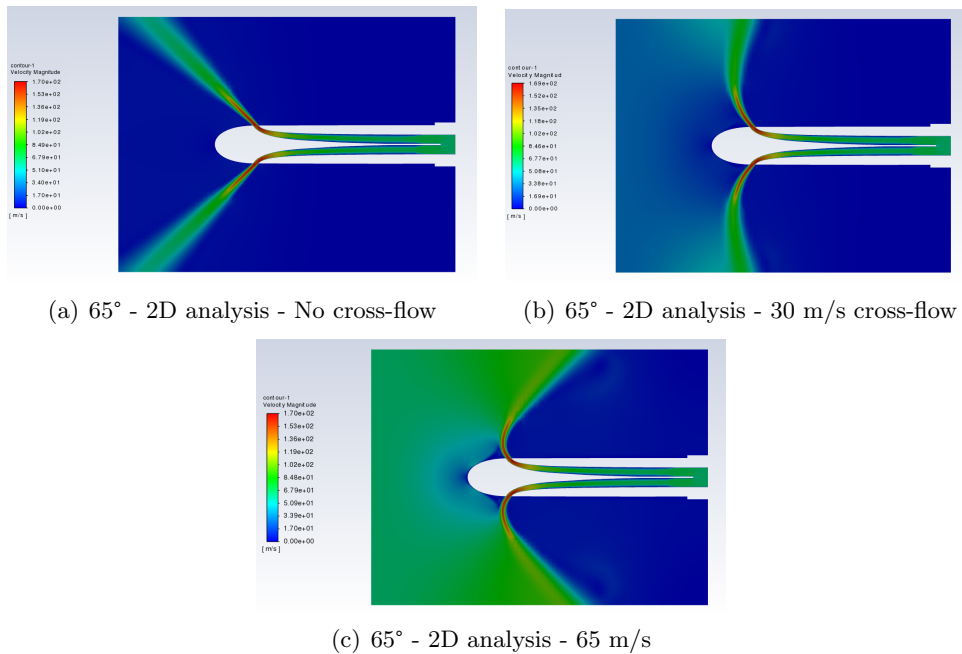 contour-1
Velocity Magnitude
1.70e+02
1.53e+02
1.36e+02
1.19e+02
1.02e+02
8.49e+01
6.79e+01
5.10e+01
3.40e+01
1.70e+01
0.00e+00
[ m/s ]
(a) 65° - 2D analysis - No cross-flow
contour-1
Velocity Magnitud
1.69e+02
1.52e+02
1.35e+02
1.18e+02
1.02e+02
8.46e+01
6.77e+01
5.08e+01
3.38e+01
1.69e+01
0.00e+00
[ m/s ]
(b) 65° - 2D analysis - 30 m/s cross-flow
contour-1
Velocity Magnitude
1.70e+02
1.53e+02
1.36e+02
1.19e+02
1.02e+02
8.48e+01
6.79e+01
5.09e+01
3.39e+01
1.70e+01
0.00e+00
[ m/s ]
(c) 65° - 2D analysis - 65 m/s